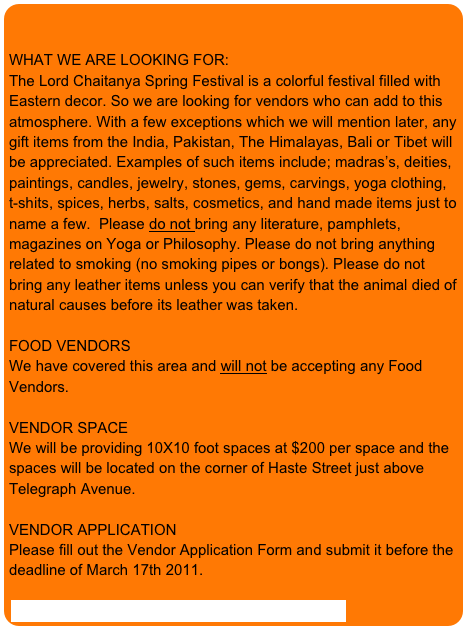 WHAT WE ARE LOOKING FOR:
The Lord Chaitanya Spring Festival is a colorful festival filled with
Eastern decor. So we are looking for vendors who can add to this
atmosphere. With a few exceptions which we will mention later, any
gift items from the India, Pakistan, The Himalayas, Bali or Tibet will
be appreciated. Examples of such items include; madras's, deities,
paintings, candles, jewelry, stones, gems, carvings, yoga clothing,
t-shits, spices, herbs, salts, cosmetics, and hand made items just to
name a few.  Please do not bring any literature, pamphlets,
magazines on Yoga or Philosophy. Please do not bring anything
related to smoking (no smoking pipes or bongs). Please do not
bring any leather items unless you can verify that the animal died of
natural causes before its leather was taken.
FOOD VENDORS
We have covered this area and will not be accepting any Food
Vendors.
VENDOR SPACE
We will be providing 10X10 foot spaces at $200 per space and the
spaces will be located on the corner of Haste Street just above
Telegraph Avenue.
VENDOR APPLICATION
Please fill out the Vendor Application Form and submit it before the
deadline of March 17th 2011.